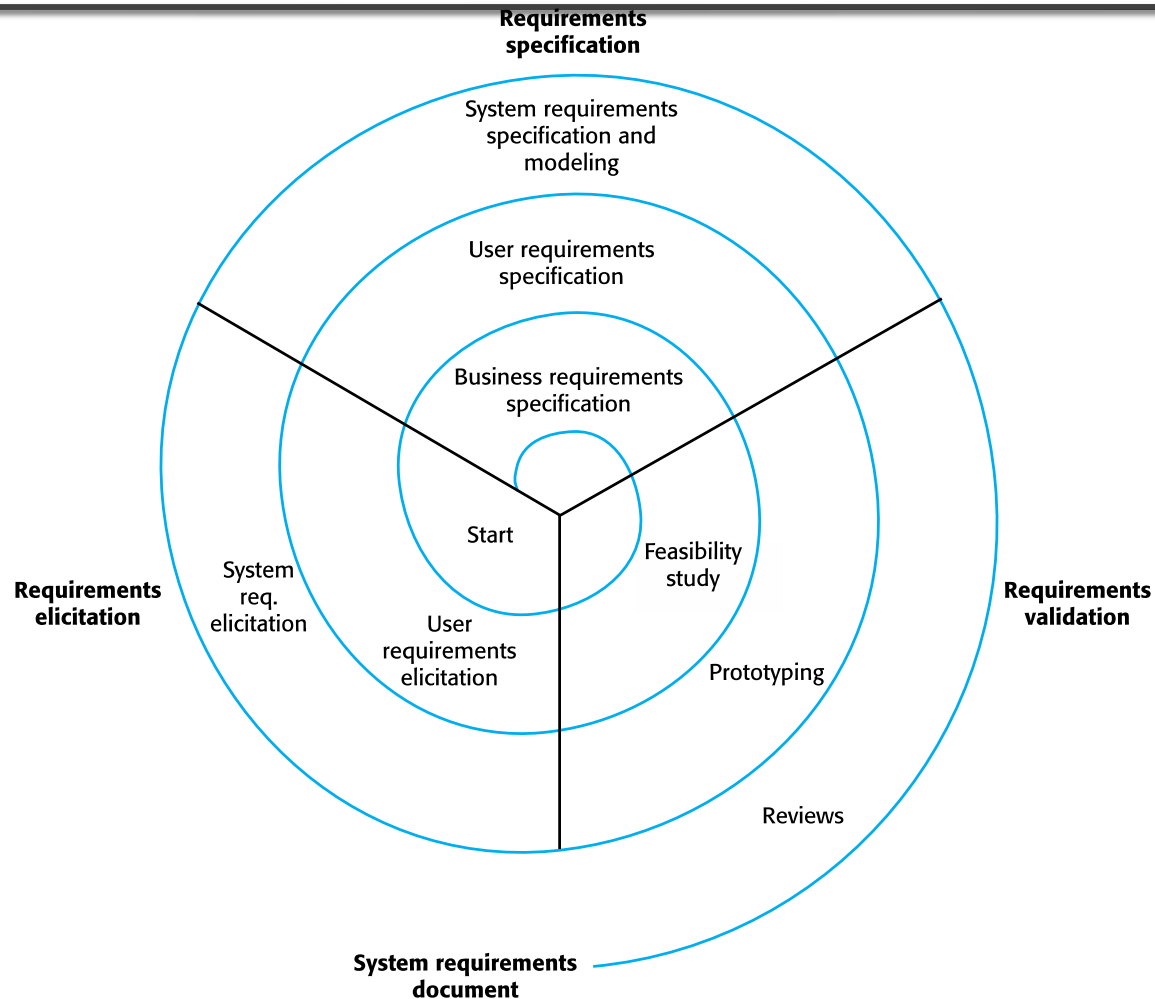 Requirements
specification
System requirements
specification and
modeling
User requirements
specification
Business requirements
specification
Start
Feasibility
study
System
req.
elicitation
Requirements
elicitation
Requirements
validation
User
requirements
elicitation
Prototyping
Reviews
System requirements
document